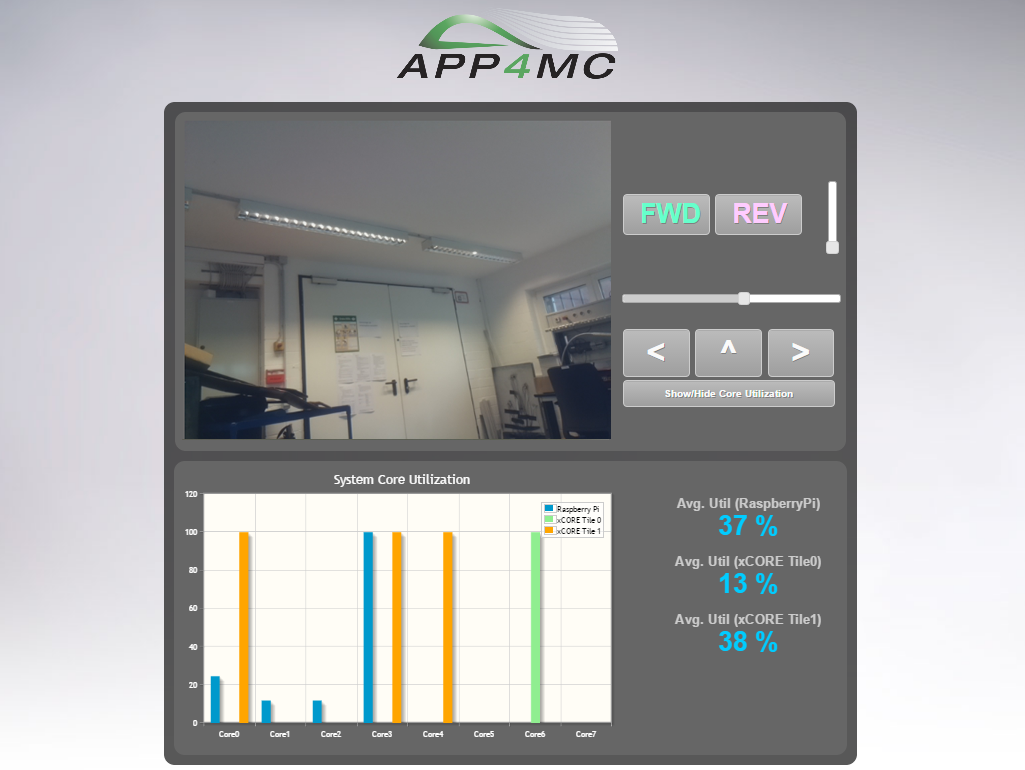 APP4MC
FWD
REV
<
^
>
Show/Hide Core Utilization
System Core Utilization
120
100
80
60
40
20
0
Raspberry Pi
xCORE Tile 0
xCORE Tile 1
Core0
Core1
Core2
Core3
Core4
Core5
Core6
Core7
Avg. Util (RaspberryPi)
37 %
Avg. Util (xCORE Tile0)
13 %
Avg. Util (xCORE Tile1)
38 %